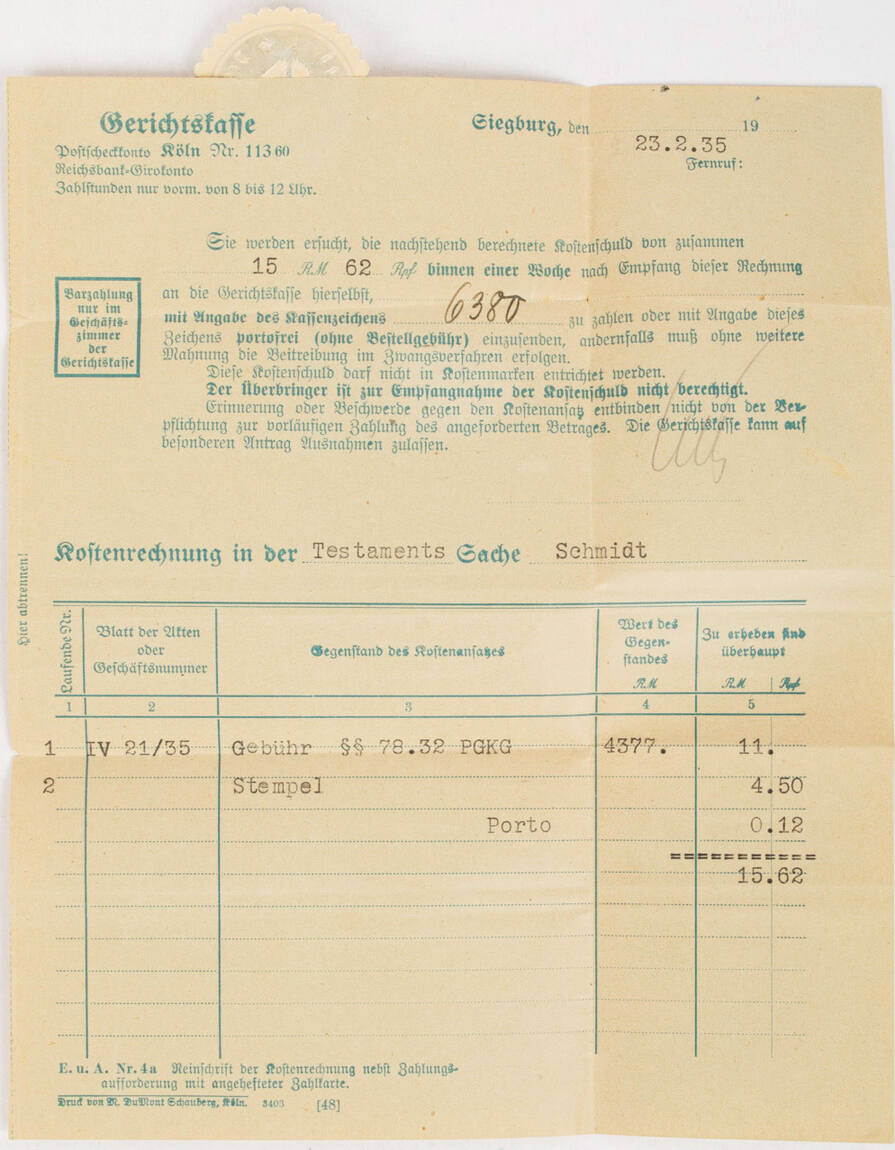 Gerichtskasse
Postscheckkonto Köln Nr. 11360
Reichsbank-Girokonto
Zahlstunden nur vorm. von 8 bis 12 Uhr.
Siegburg, den 19
23.2.35
Fernruf:
Sie werden ersucht, die nachstehend berechnete Kostenschuld von zusammen
15 RM 62 Rpf. binnen einer Woche nach Empfang dieser Rechnung
an die Gerichtskasse hierselbst,
mit Angabe des Kassenzeichens 6380 zu zahlen oder mit Angabe dieses
Zeichens portofrei (ohne Bestellgebühr) einzusenden, andernfalls muß ohne weitere
Mahnung die Beitreibung im Zwangsverfahren erfolgen.
Diese Kostenschuld darf nicht in Kostenmarken entrichtet werden.
Der Überbringer ist zur Empfangnahme der Kostenschuld nicht berechtigt.
Erinnerung oder Beschwerde gegen den Kostenansatz entbinden nicht von der Ver-
pflichtung zur vorläufigen Zahlung des angeforderten Betrages. Die Gerichtskasse kann auf
besonderen Antrag Ausnahmen zulassen.
Barzahlung
nur im
Geschäfts-
zimmer
der
Gerichtskasse
Hier abtrennen!
Kostenrechnung in der Testaments Sache Schmidt
Laufende Nr.
Blatt der Akten
oder
Geschäftsnummer
Gegenstand des Kostenansatzes
Wert des
Gegen-
standes
RM
Zu erheben sind
überhaupt
RM Rpf
1 2 3 4 5
1 IV 21/35 Gebühr §§ 78.32 PGKG 4377. 11.
2 Stempel 4.50
Porto 0.12
===========
15.62
E. u. A. Nr. 4a Reinschrift der Kostenrechnung nebst Zahlungs-
aufforderung mit angehefteter Zahlkarte.
Druck von M. DuMont Schauberg, Köln. 3403 [48]